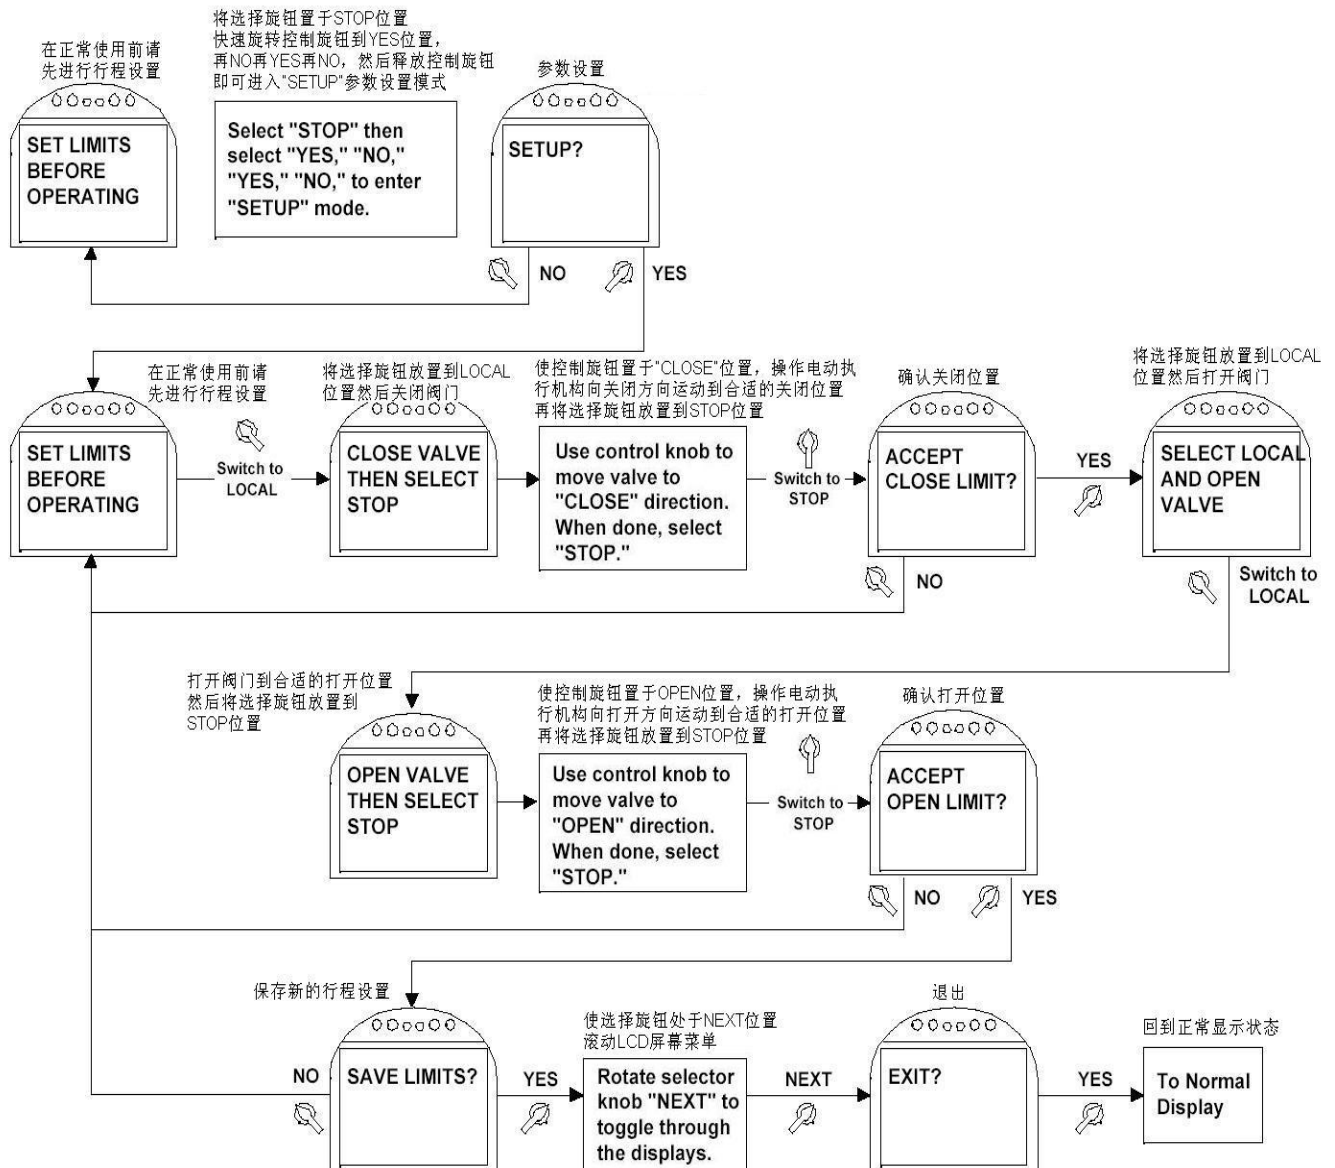 将选择旋钮置于STOP位置
快速旋转控制旋钮到YES位置，
再NO再YES再NO，然后释放控制旋钮
即可进入"SETUP"参数设置模式
在正常使用前请
先进行行程设置
参数设置
SET LIMITS
BEFORE
OPERATING
Select "STOP" then
select "YES," "NO,"
"YES," "NO," to enter
"SETUP" mode.
SETUP?
NO
YES
在正常使用前请
先进行行程设置
将选择旋钮放置到LOCAL
位置然后关闭阀门
使控制旋钮置于"CLOSE"位置，操作电动执
行机构向关闭方向运动到合适的关闭位置
再将选择旋钮放置到STOP位置
确认关闭位置
将选择旋钮放置到LOCAL
位置然后打开阀门
SET LIMITS
BEFORE
OPERATING
Switch to
LOCAL
CLOSE VALVE
THEN SELECT
STOP
Use control knob to
move valve to
"CLOSE" direction.
When done, select
"STOP."
Switch to
STOP
ACCEPT
CLOSE LIMIT?
YES
SELECT LOCAL
AND OPEN
VALVE
NO
Switch to
LOCAL
打开阀门到合适的打开位置
然后将选择旋钮放置到
STOP位置
使控制旋钮置于OPEN位置，操作电动执
行机构向打开方向运动到合适的打开位置
再将选择旋钮放置到STOP位置
确认打开位置
OPEN VALVE
THEN SELECT
STOP
Use control knob to
move valve to
"OPEN" direction.
When done, select
"STOP."
Switch to
STOP
ACCEPT
OPEN LIMIT?
NO
YES
保存新的行程设置
使选择旋钮处于NEXT位置
滚动LCD屏幕菜单
退出
回到正常显示状态
NO
SAVE LIMITS?
YES
Rotate selector
knob "NEXT" to
toggle through
the displays.
NEXT
EXIT?
YES
To Normal
Display